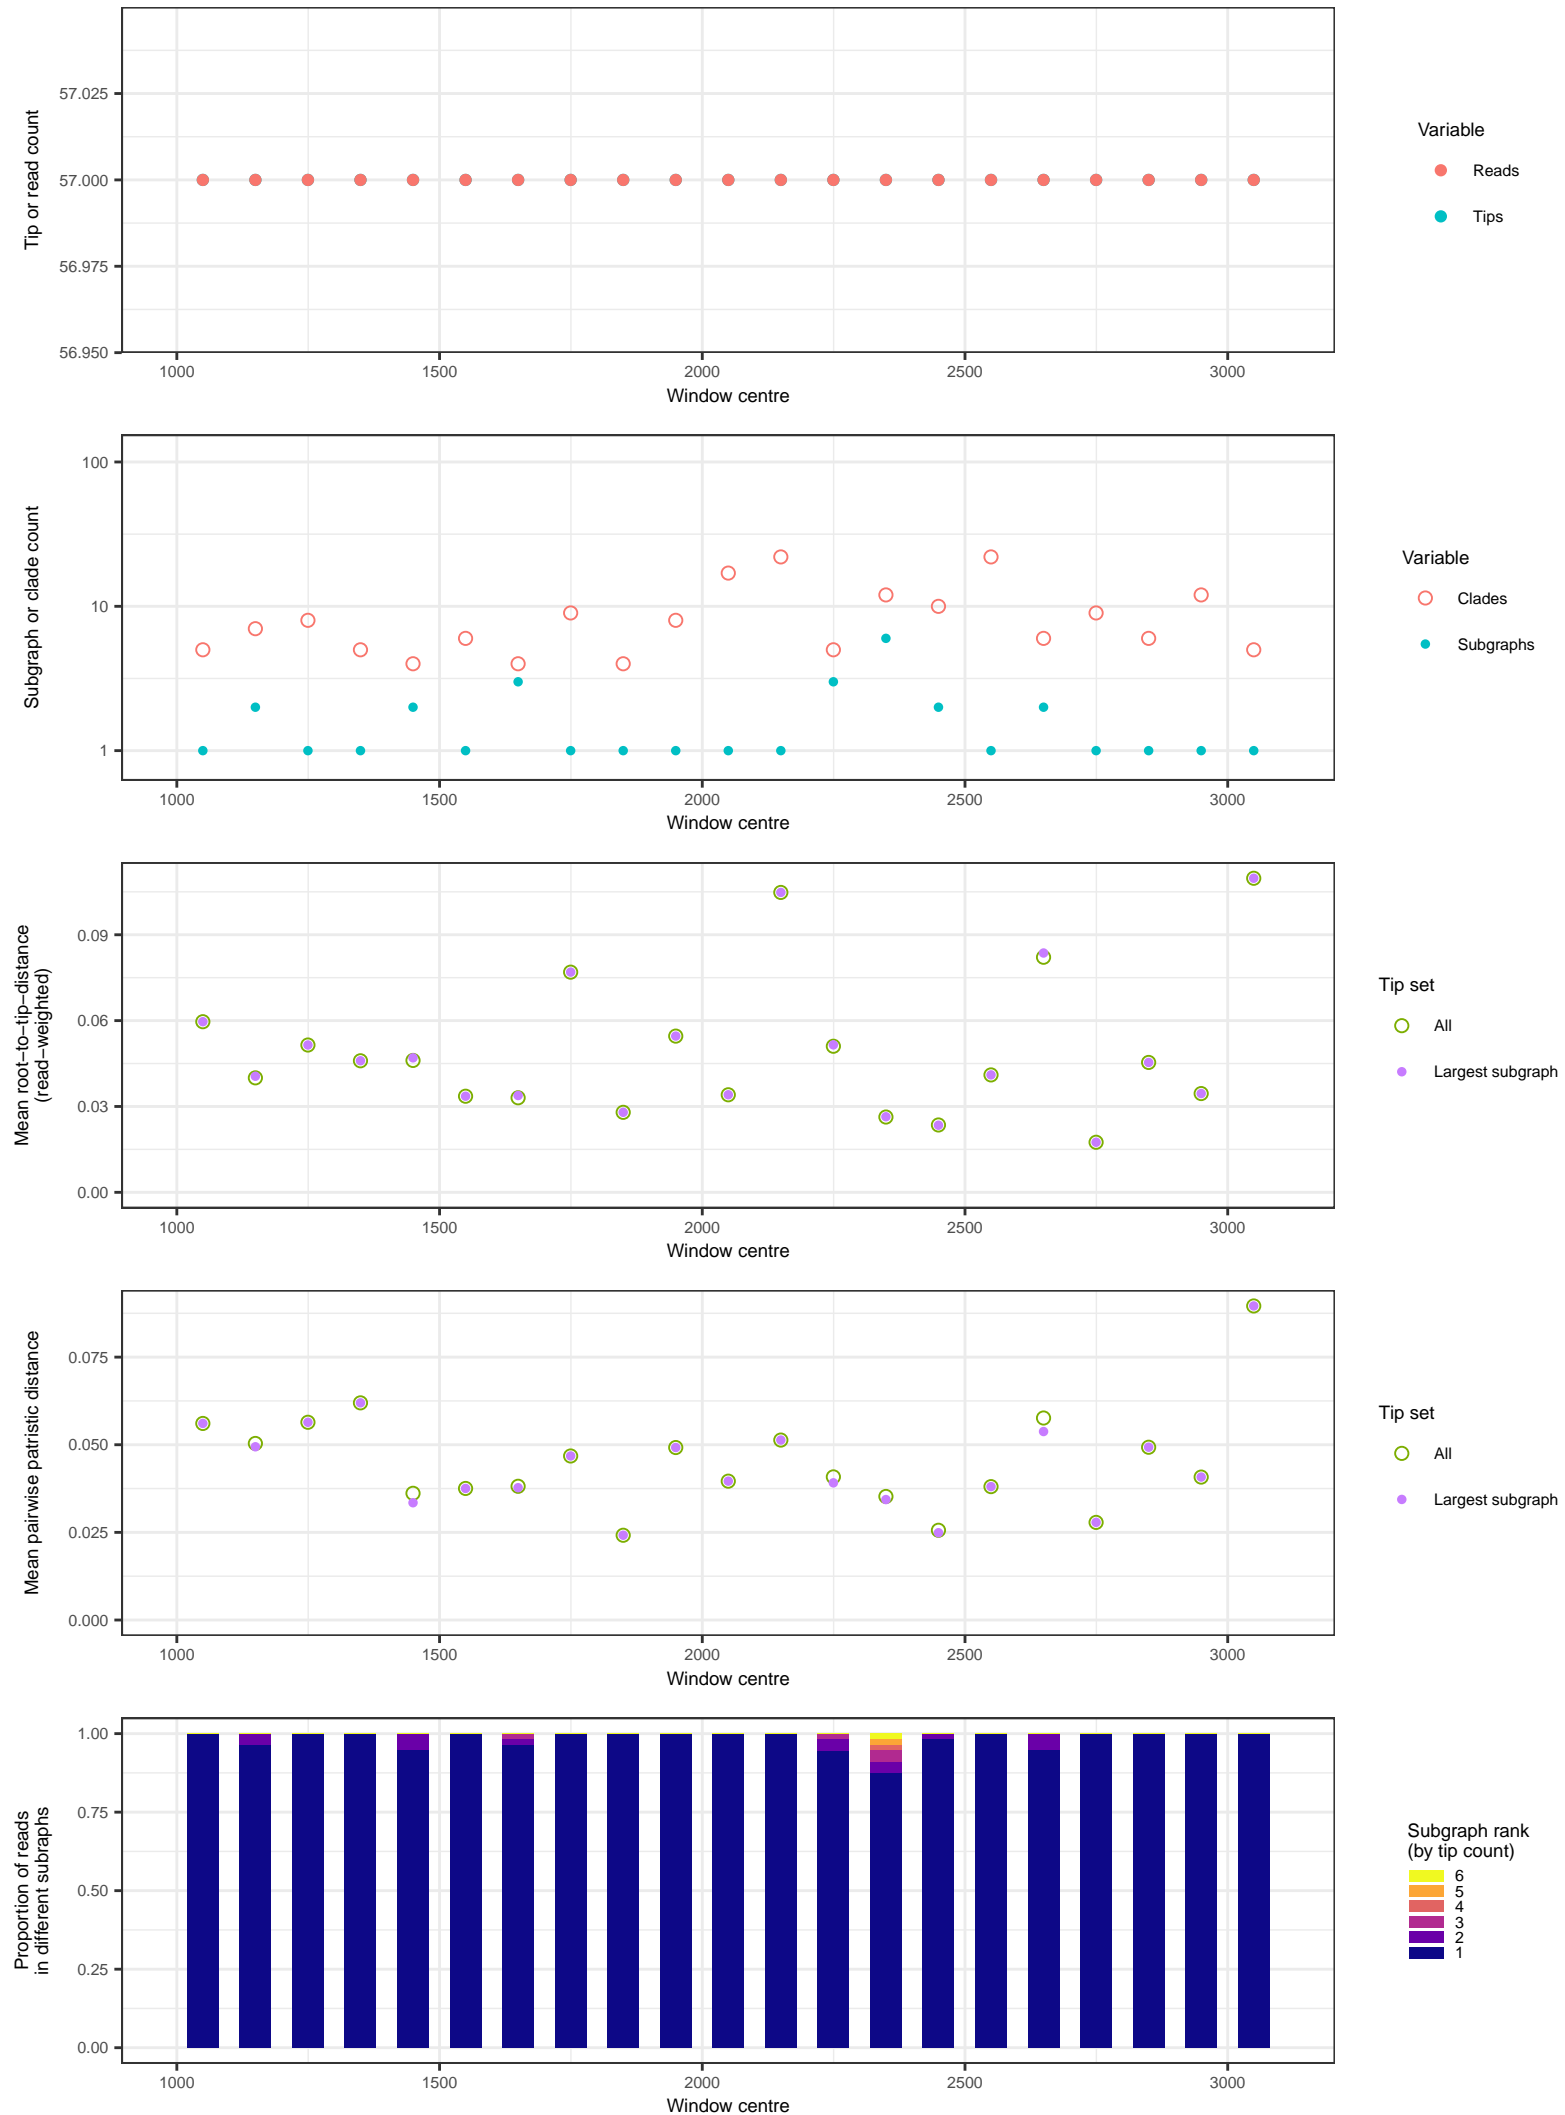 57.025
57.000
56.975
56.950
Tip or read count
1000 1500 2000 2500 3000
Window centre
Variable
Reads
Tips
100
10
1
Subgraph or clade count
1000 1500 2000 2500 3000
Window centre
Variable
Clades
Subgraphs
0.09
0.06
0.03
0.00
Mean root−to−tip−distance
(read−weighted)
1000 1500 2000 2500 3000
Window centre
Tip set
All
Largest subgraph
0.075
0.050
0.025
0.000
Mean pairwise patristic distance
1000 1500 2000 2500 3000
Window centre
Tip set
All
Largest subgraph
1.00
0.75
0.50
0.25
0.00
Proportion of reads
in different subraphs
1000 1500 2000 2500 3000
Window centre
Subgraph rank
(by tip count)
6
5
4
3
2
1